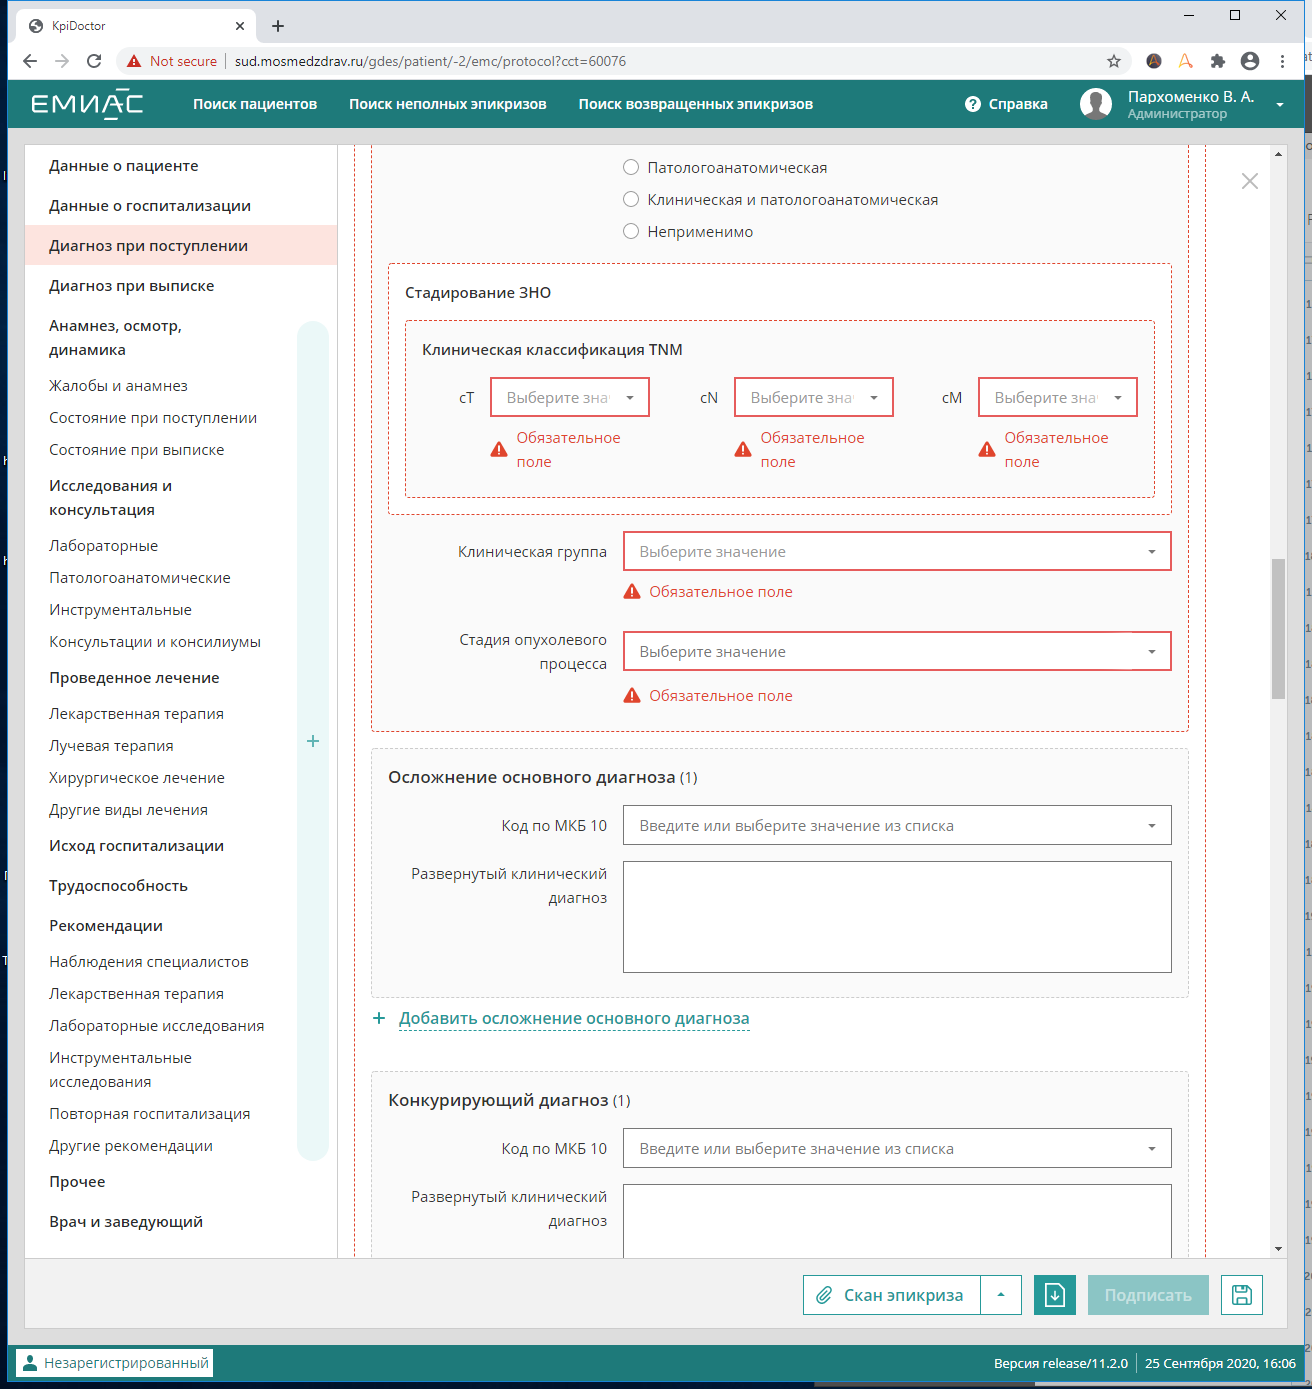 KpiDoctor
Not secure
sud.mosmedzdrav.ru/gdes/patient/-2/emc/protocol?cct=60076
ЕМИАС
Поиск пациентов
Поиск неполных эпикризов
Поиск возвращенных эпикризов
Справка
Пархоменко В. А.
Администратор
Данные о пациенте
Данные о госпитализации
Диагноз при поступлении
Диагноз при выписке
Анамнез, осмотр,
динамика
Жалобы и анамнез
Состояние при поступлении
Состояние при выписке
Исследования и
консультация
Лабораторные
Патологоанатомические
Инструментальные
Консультации и консилиумы
Проведенное лечение
Лекарственная терапия
Лучевая терапия
Хирургическое лечение
Другие виды лечения
Исход госпитализации
Трудоспособность
Рекомендации
Наблюдения специалистов
Лекарственная терапия
Лабораторные исследования
Инструментальные
исследования
Повторная госпитализация
Другие рекомендации
Прочее
Врач и заведующий
Патологоанатомическая
Клиническая и патологоанатомическая
Неприменимо
Стадирование ЗНО
Клиническая классификация TNM
cT Выберите зна
cN Выберите зна
cM Выберите зна
Обязательное
поле
Обязательное
поле
Обязательное
поле
Клиническая группа
Выберите значение
Обязательное поле
Стадия опухолевого
процесса
Выберите значение
Обязательное поле
Осложнение основного диагноза (1)
Код по МКБ 10
Введите или выберите значение из списка
Развернутый клинический
диагноз
+ Добавить осложнение основного диагноза
Конкурирующий диагноз (1)
Код по МКБ 10
Введите или выберите значение из списка
Развернутый клинический
диагноз
Скан эпикриза
Подписать
Незарегистрированный
Версия release/11.2.0
25 Сентября 2020, 16:06